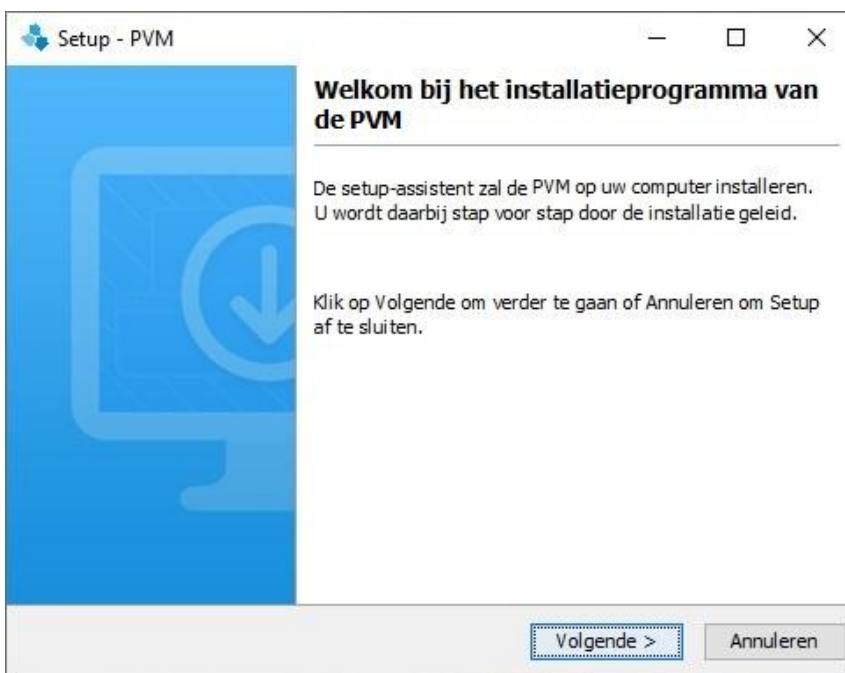 Setup - PVM
Welkom bij het installatieprogramma van
de PVM
De setup-assistent zal de PVM op uw computer installeren.
U wordt daarbij stap voor stap door de installatie geleid.
Klik op Volgende om verder te gaan of Annuleren om Setup
af te sluiten.
Volgende >
Annuleren